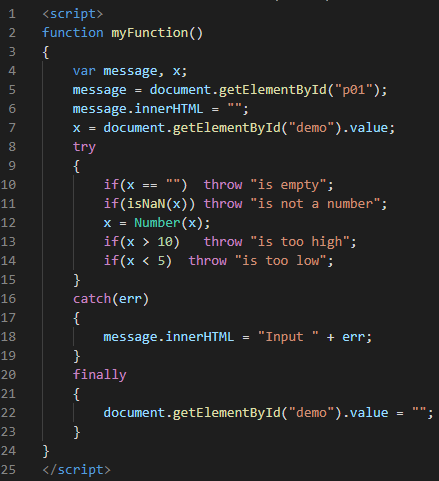 1 <script>
2 function myFunction()
3 {
4 var message, x;
5 message = document.getElementById("p01");
6 message.innerHTML = "";
7 x = document.getElementById("demo").value;
8 try
9 {
10 if(x == "")  throw "is empty";
11 if(isNaN(x)) throw "is not a number";
12 x = Number(x);
13 if(x > 10)   throw "is too high";
14 if(x < 5)  throw "is too low";
15 }
16 catch(err)
17 {
18 message.innerHTML = "Input " + err;
19 }
20 finally
21 {
22 document.getElementById("demo").value = "";
23 }
24 }
25 </script>